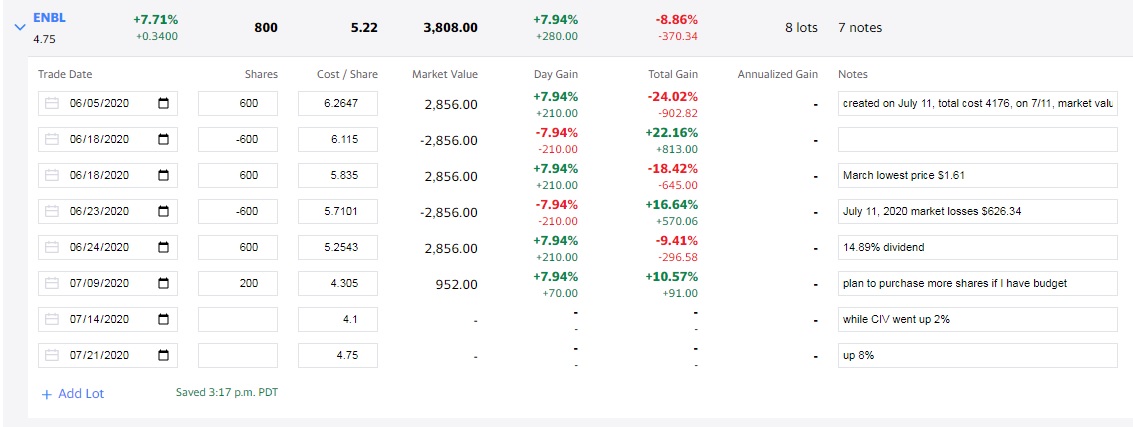 ENBL +7.71% 800 5.22 3,808.00 +7.94% -8.86% 8 lots 7 notes
4.75 +0.3400 +280.00 -370.34
Trade Date Shares Cost / Share Market Value Day Gain Total Gain Annualized Gain Notes
06/05/2020 600 6.2647 2,856.00 +7.94% -24.02% - created on July 11, total cost 4176, on 7/11, market valu
+210.00 -902.82
06/18/2020 -600 6.115 -2,856.00 -7.94% +22.16% -
-210.00 +813.00
06/18/2020 600 5.835 2,856.00 +7.94% -18.42% - March lowest price $1.61
+210.00 -645.00
06/23/2020 -600 5.7101 -2,856.00 -7.94% +16.64% - July 11, 2020 market losses $626.34
-210.00 +570.06
06/24/2020 600 5.2543 2,856.00 +7.94% -9.41% - 14.89% dividend
+210.00 -296.58
07/09/2020 200 4.305 952.00 +7.94% +10.57% - plan to purchase more shares if I have budget
+70.00 +91.00
07/14/2020 4.1 - - - - while CIV went up 2%
- -
07/21/2020 4.75 - - - - up 8%
- -
+ Add Lot Saved 3:17 p.m. PDT